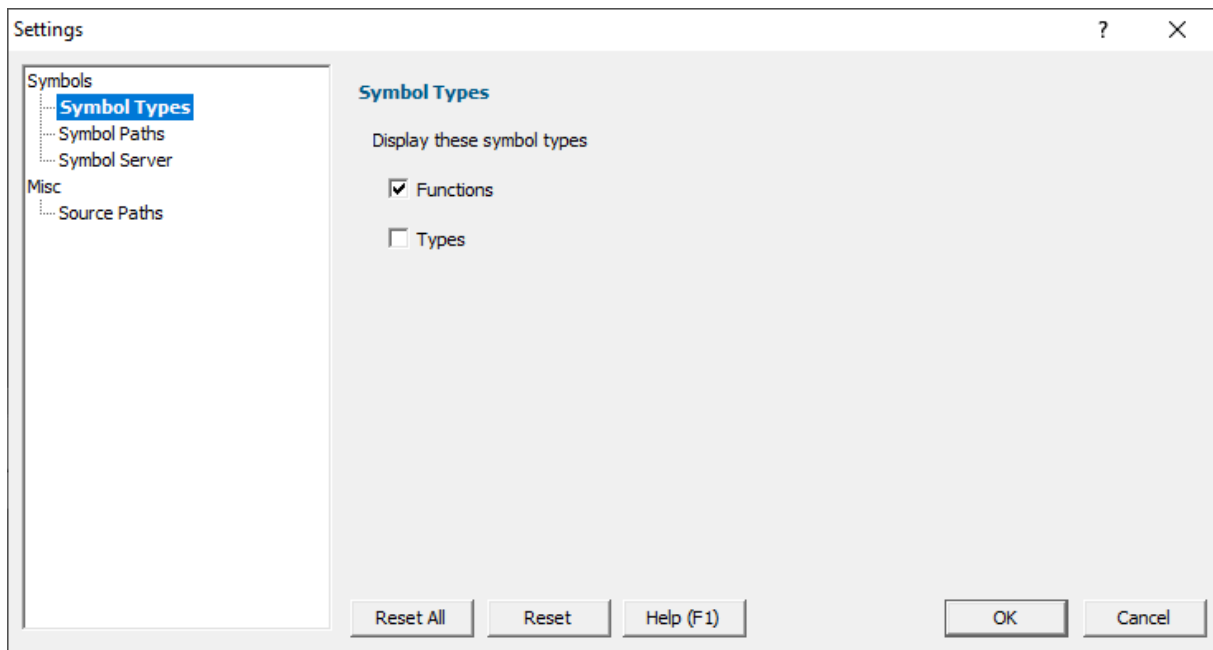 Settings
?
Symbols
Symbol Types
Symbol Paths
Symbol Server
Misc
Source Paths
Symbol Types
Display these symbol types
Functions
Types
Reset All
Reset
Help (F1)
OK
Cancel